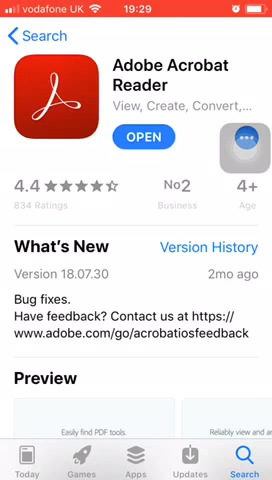 vodafone UK 19:29
Search
Adobe Acrobat
Reader
View, Create, Convert,...
OPEN
4.4 No2 4+
834 Ratings Business Age
What's New Version History
Version 18.07.30 2mo ago
Bug fixes.
Have feedback? Contact us at https://
www.adobe.com/go/acrobatiosfeedback
Preview
Easily find PDF tools. Reliably view and
Today Games Apps Updates Search